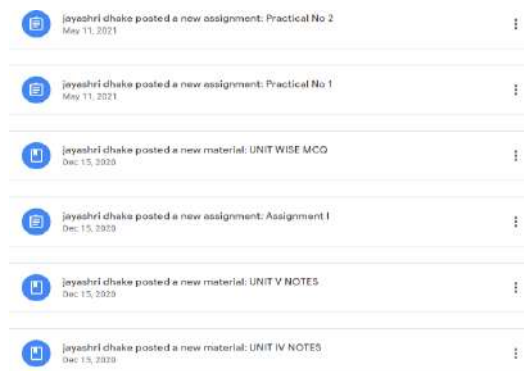 jayashri dhake posted a new assignment: Practical No 2
May 11, 2021
jayashri dhake posted a new assignment: Practical No 1
May 11, 2021
jayashri dhake posted a new material: UNIT WISE MCQ
Dec 15, 2020
jayashri dhake posted a new assignment: Assignment I
Dec 15, 2020
jayashri dhake posted a new material: UNIT V NOTES
Dec 15, 2020
jayashri dhake posted a new material: UNIT IV NOTES
Dec 15, 2020